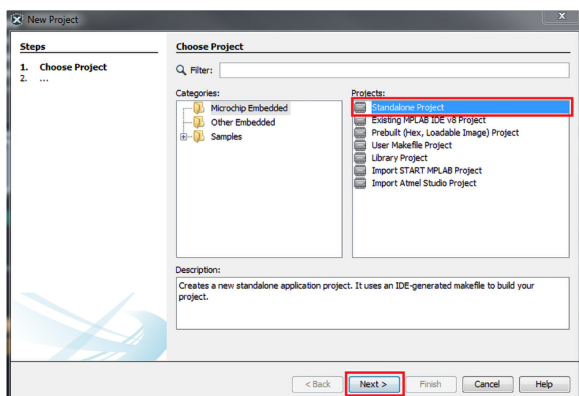 New Project
X
Steps
1. Choose Project
2. ...
Choose Project
Filter:
Categories:
Microchip Embedded
Other Embedded
Samples
Projects:
Standalone Project
Existing MPLAB IDE v8 Project
Prebuilt (Hex, Loadable Image) Project
User Makefile Project
Library Project
Import START MPLAB Project
Import Atmel Studio Project
Description:
Creates a new standalone application project. It uses an IDE-generated makefile to build your
project.
< Back
Next >
Finish
Cancel
Help